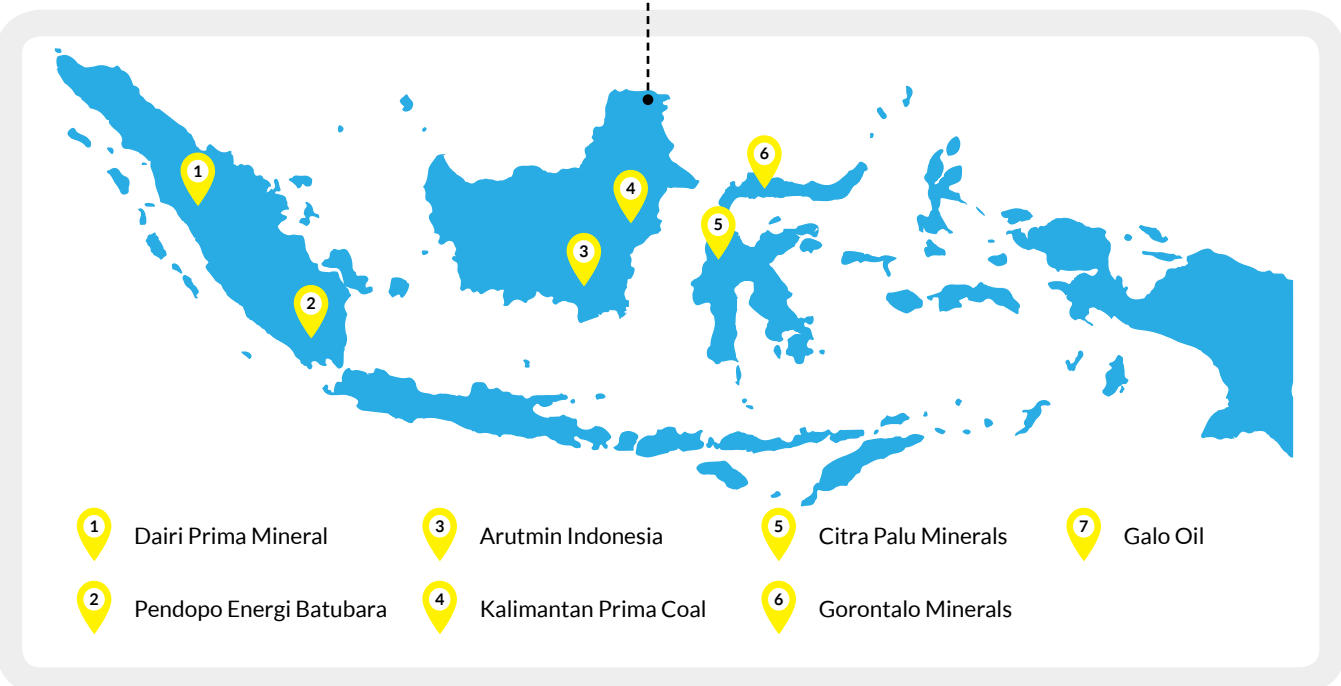 1
6
4
5
3
2
1 Dairi Prima Mineral
3 Arutmin Indonesia
5 Citra Palu Minerals
7 Galo Oil
2 Pendopo Energi Batubara
4 Kalimantan Prima Coal
6 Gorontalo Minerals